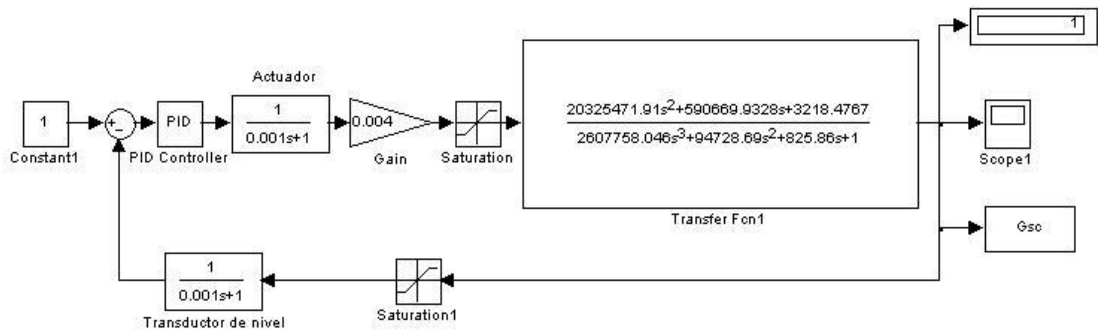 1
Constant1
+
−
PID
PID Controller
Actuador
1
0.001s+1
0.004
Gain
Saturation
20325471.91s²+590669.9328s+3218.4767
2607758.046s³+94728.69s²+825.86s+1
Transfer Fcn1
1
Scope1
Gsc
1
0.001s+1
Transductor de nivel
Saturation1